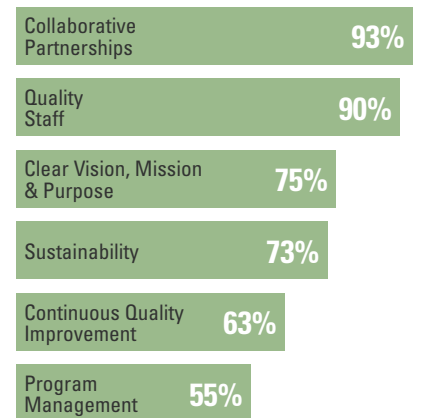 Collaborative
Partnerships
93%
Quality
Staff
90%
Clear Vision, Mission
& Purpose
75%
Sustainability
73%
Continuous Quality
Improvement
63%
Program
Management
55%